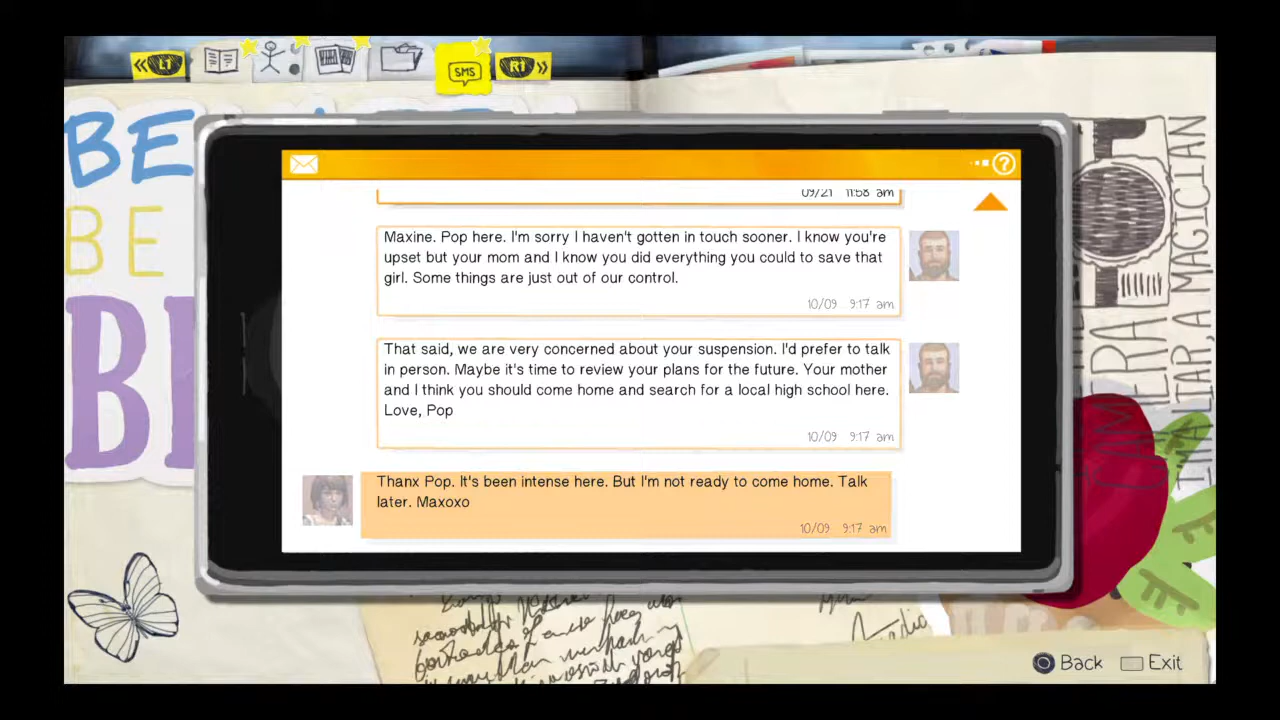 LT
SMS
R1
BE
BE
BE
09/21 11:58 am
Maxine. Pop here. I'm sorry I haven't gotten in touch sooner. I know you're
upset but your mom and I know you did everything you could to save that
girl. Some things are just out of our control.
10/09 9:17 am
That said, we are very concerned about your suspension. I'd prefer to talk
in person. Maybe it's time to review your plans for the future. Your mother
and I think you should come home and search for a local high school here.
Love, Pop
10/09 9:17 am
Thanx Pop. It's been intense here. But I'm not ready to come home. Talk
later. Maxoxo
10/09 9:17 am
MAGICIAN
Back Exit